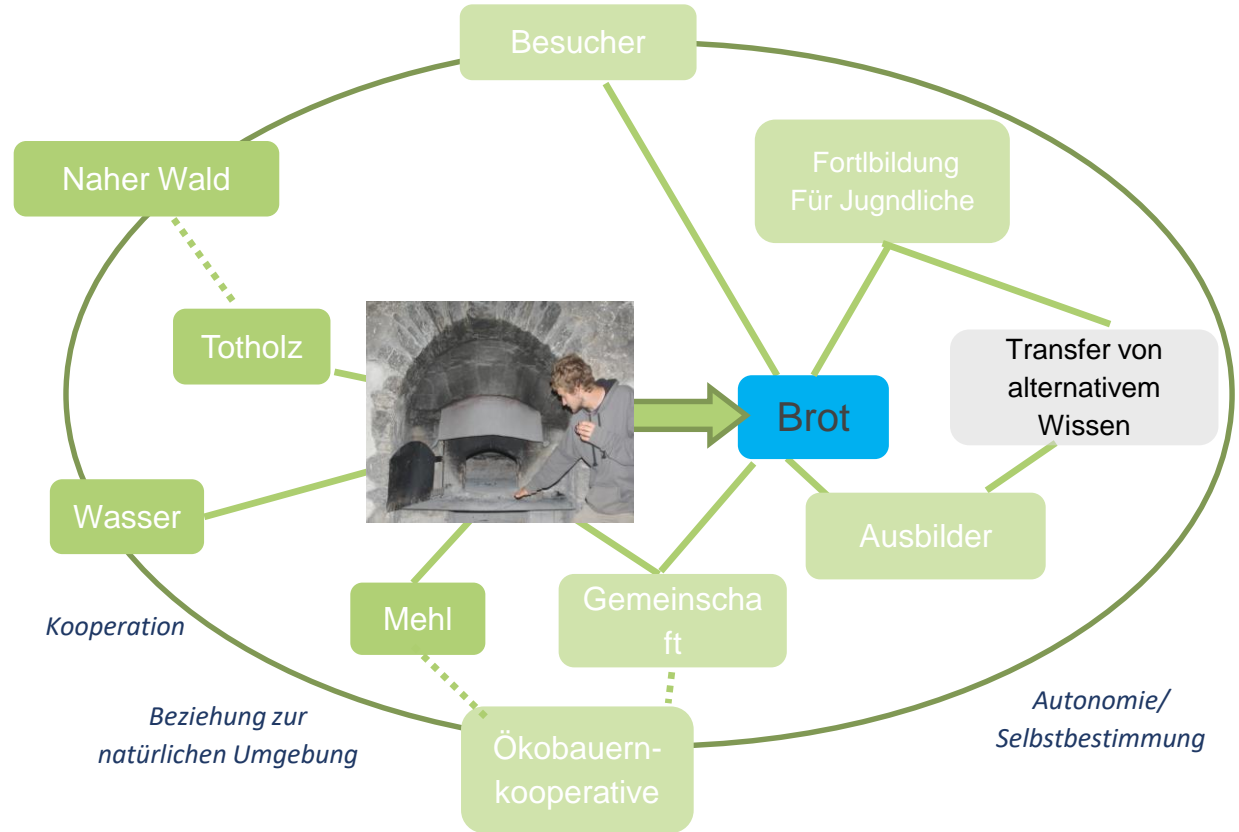 Besucher
Naher Wald
Fortlbildung
Für Jugndliche
Totholz
Transfer von
alternativem
Wissen
Brot
Wasser
Ausbilder
Mehl
Gemeinscha
ft
Kooperation
Beziehung zur
natürlichen Umgebung
Ökobauern-
kooperative
Autonomie/
Selbstbestimmung